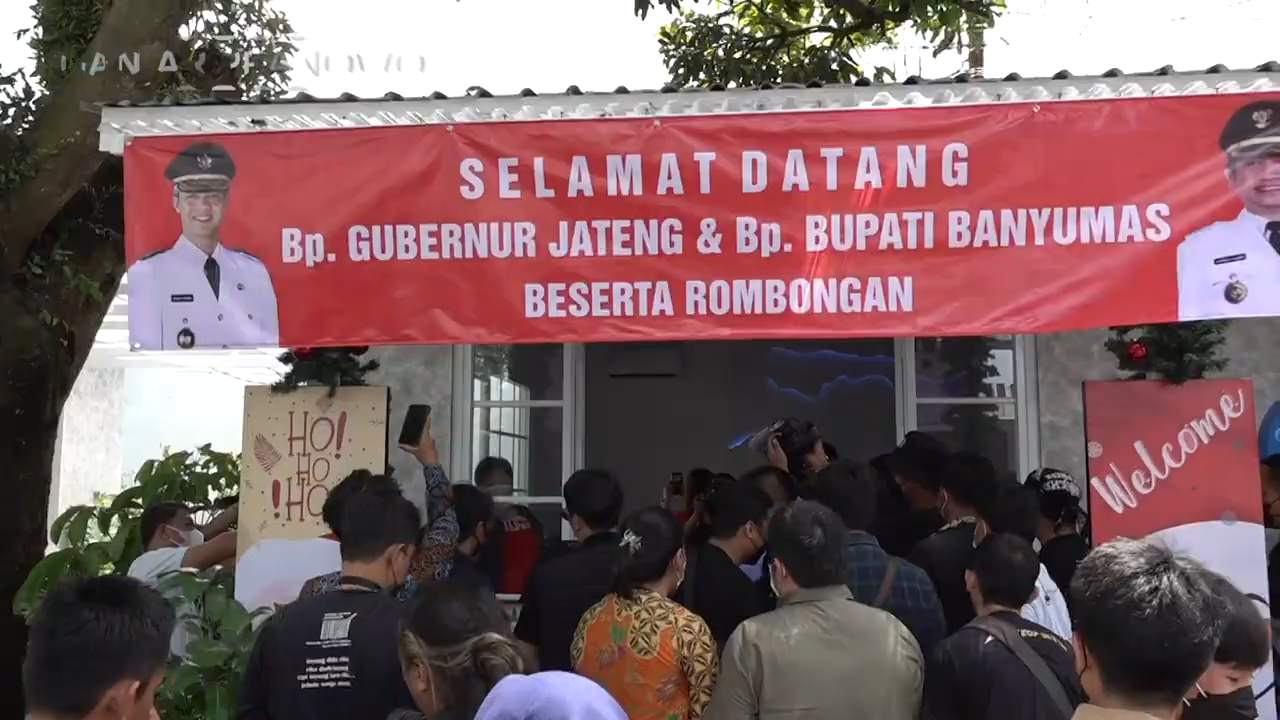 SELAMAT DATANG
Bp. GUBERNUR JATENG & Bp. BUPATI BANYUMAS
BESERTA ROMBONGAN
HO!
HO
!HO
Welcome